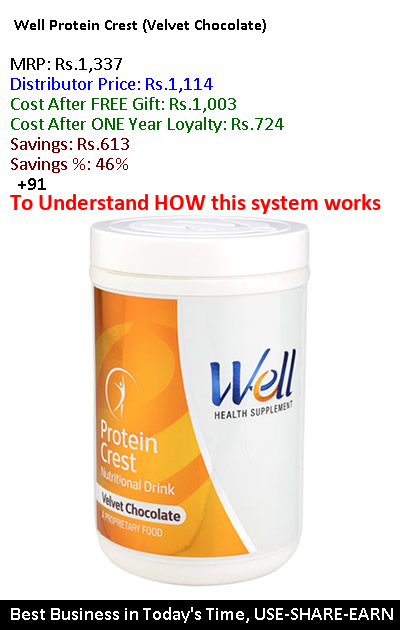 Well Protein Crest (Velvet Chocolate)
MRP: Rs.1,337
Distributor Price: Rs.1,114
Cost After FREE Gift: Rs.1,003
Cost After ONE Year Loyalty: Rs.724
Savings: Rs.613
Savings %: 46%
+91
To Understand HOW this system works
Well
HEALTH SUPPLEMENT
Protein
Crest
Nutritional Drink
Velvet Chocolate
A PROPRIETARY FOOD
Best Business in Today's Time, USE-SHARE-EARN